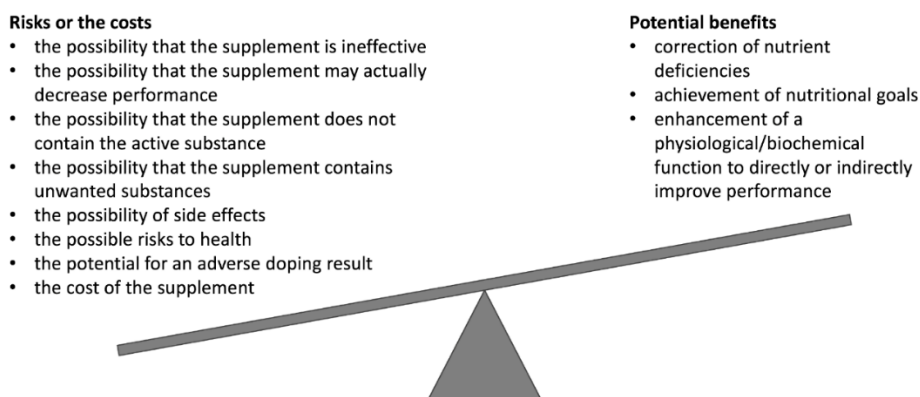 Risks or the costs
• the possibility that the supplement is ineffective
• the possibility that the supplement may actually
decrease performance
• the possibility that the supplement does not
contain the active substance
• the possibility that the supplement contains
unwanted substances
• the possibility of side effects
• the possible risks to health
• the potential for an adverse doping result
• the cost of the supplement
Potential benefits
• correction of nutrient
deficiencies
• achievement of nutritional goals
• enhancement of a
physiological/biochemical
function to directly or indirectly
improve performance